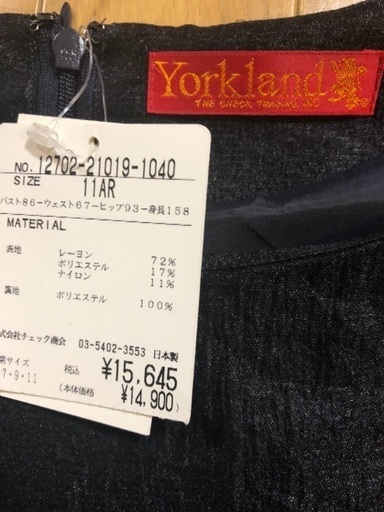 Yorkland
THE CHECK TRADING INC
NO. 12702-21019-1040
SIZE 11AR
バスト86-ウェスト67-ヒップ93-身長158
MATERIAL
表地 レーヨン 72%
ポリエステル 17%
ナイロン 11%
裏地 ポリエステル 100%
式会社チェック商会 03-5402-3553 日本製
開サイズ 税込 ¥15,645
7・9・11 (本体価格 ¥14,900)